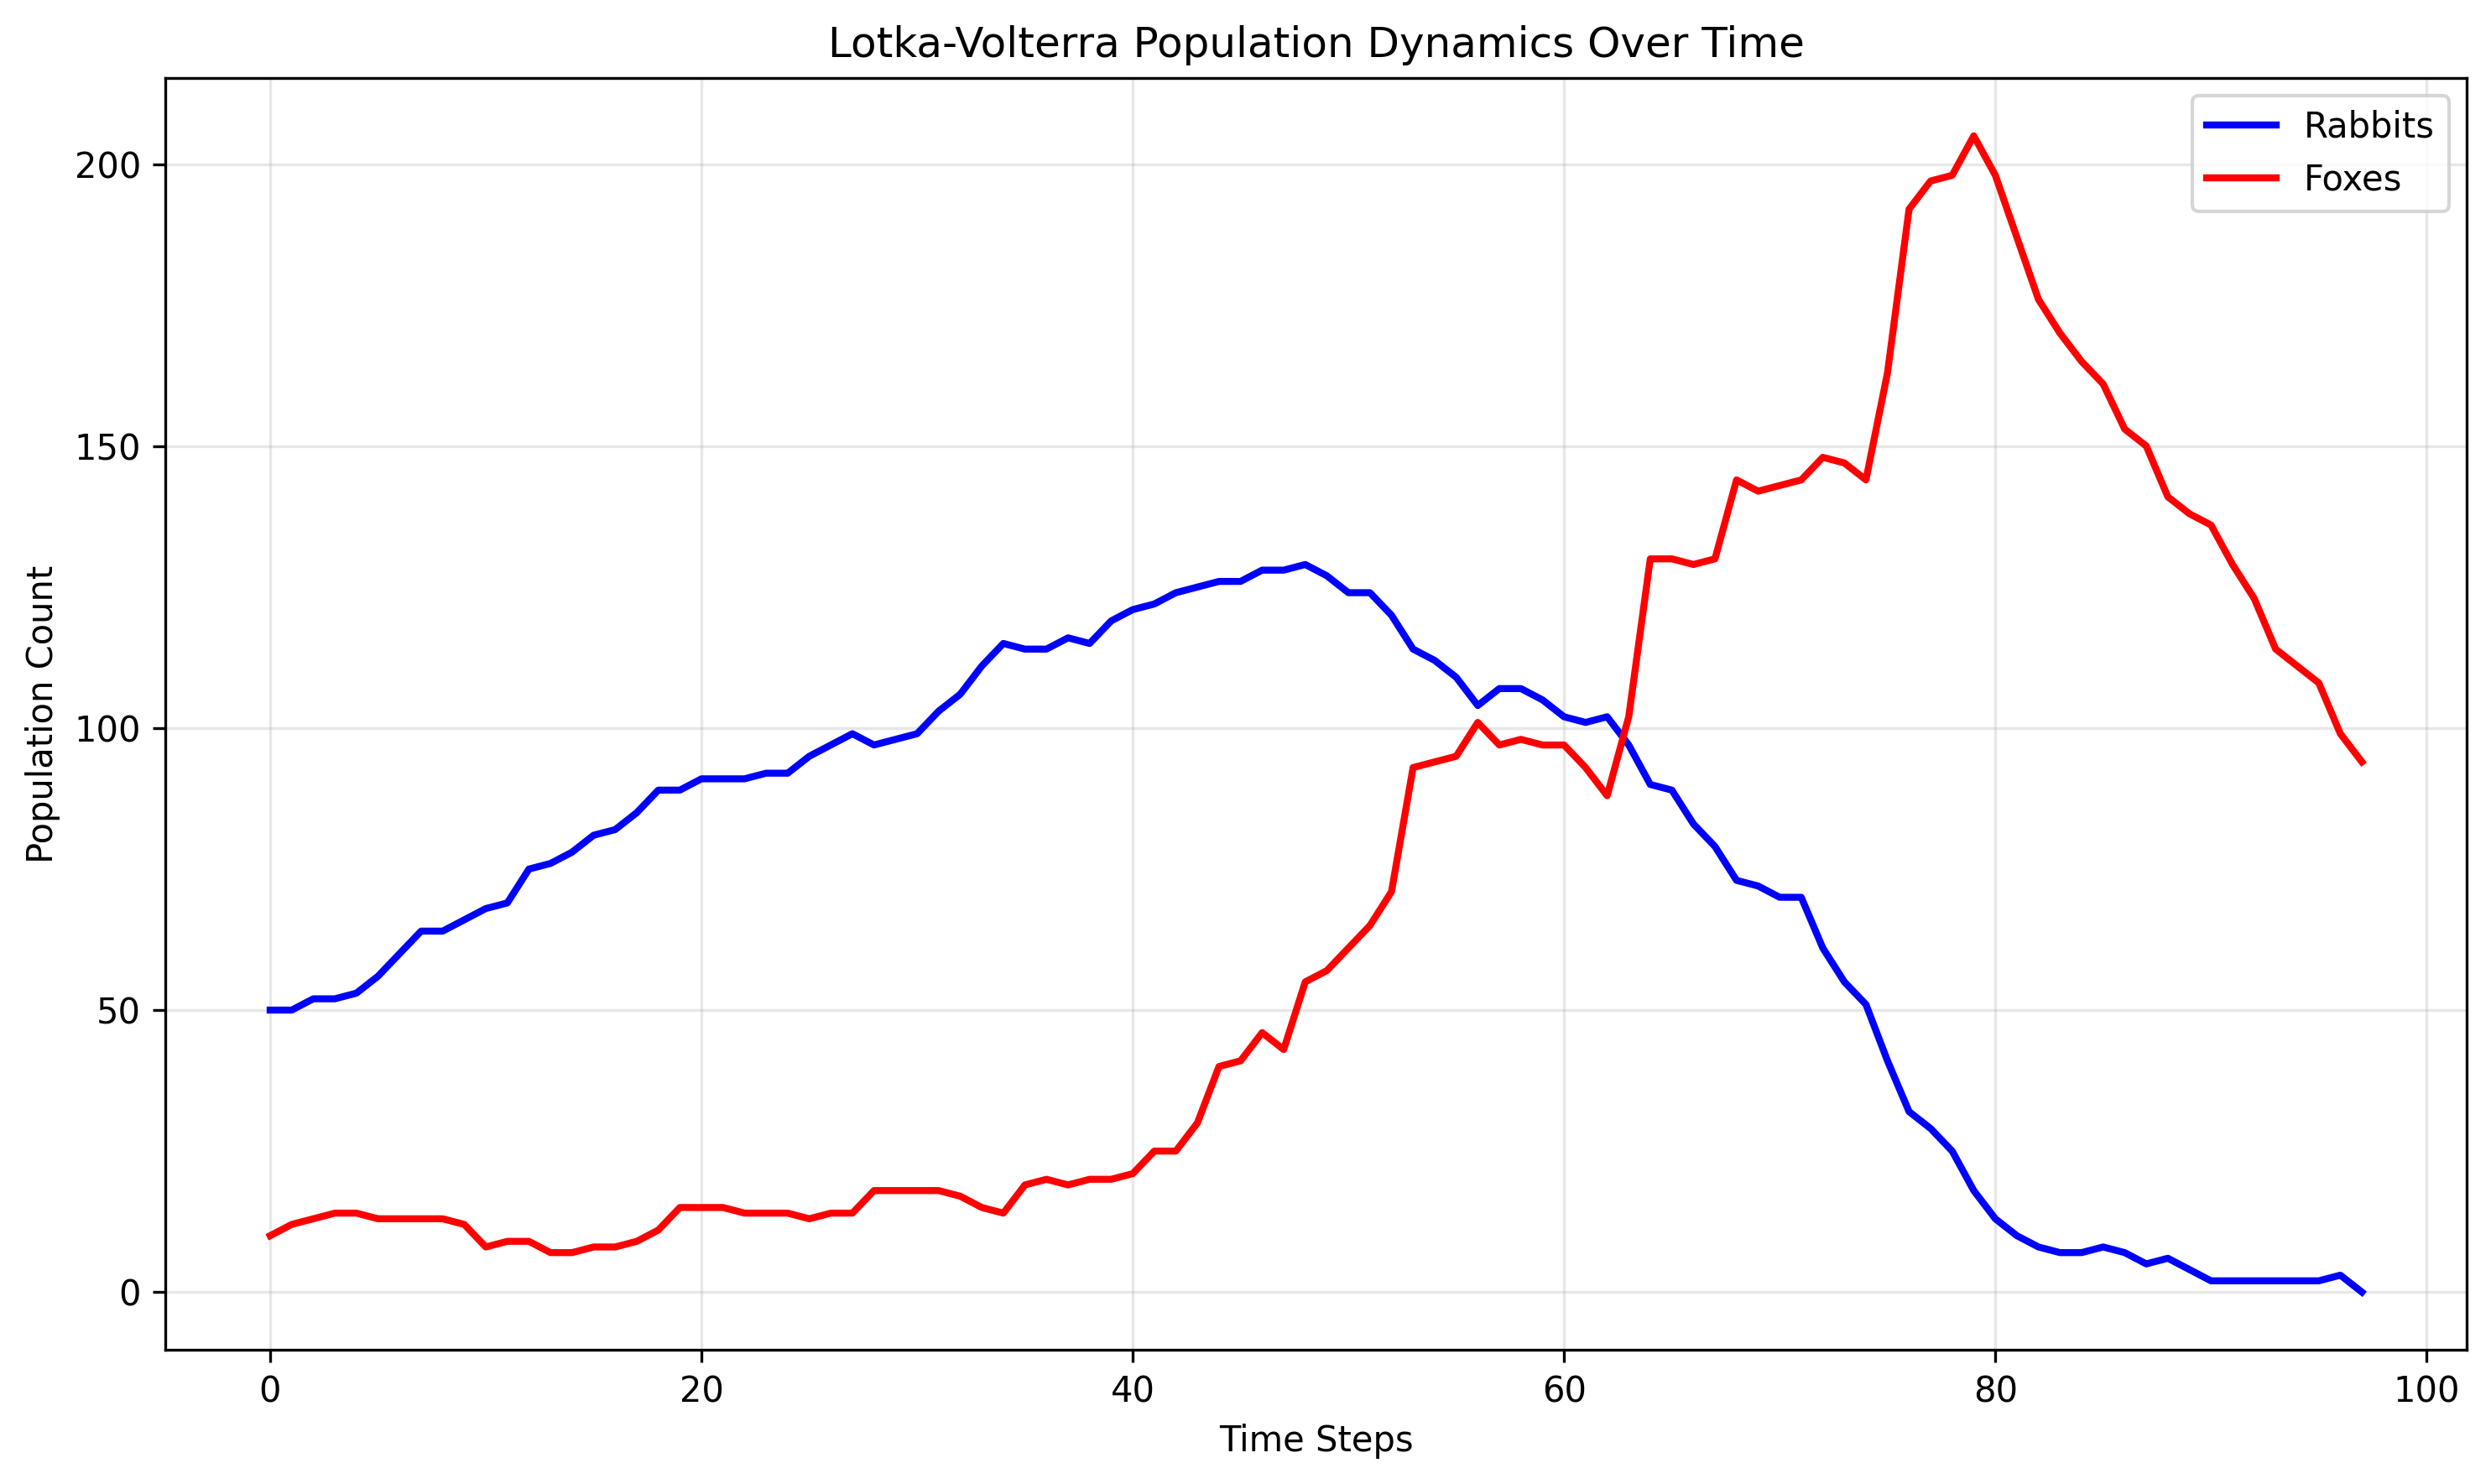 Lotka-Volterra Population Dynamics Over Time
Rabbits
Foxes
Population Count
200
150
100
50
0
0 20 40 60 80 100
Time Steps